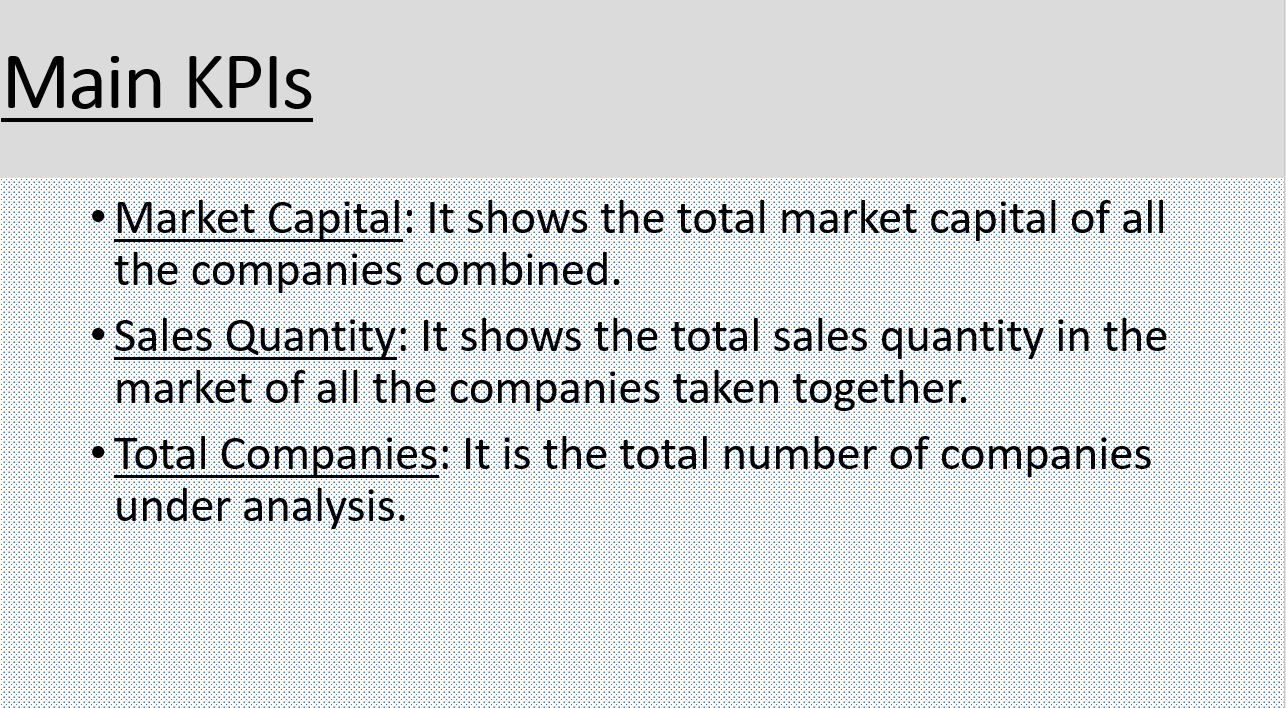 Main KPIs
• Market Capital: It shows the total market capital of all
the companies combined.
• Sales Quantity: It shows the total sales quantity in the
market of all the companies taken together.
• Total Companies: It is the total number of companies
under analysis.